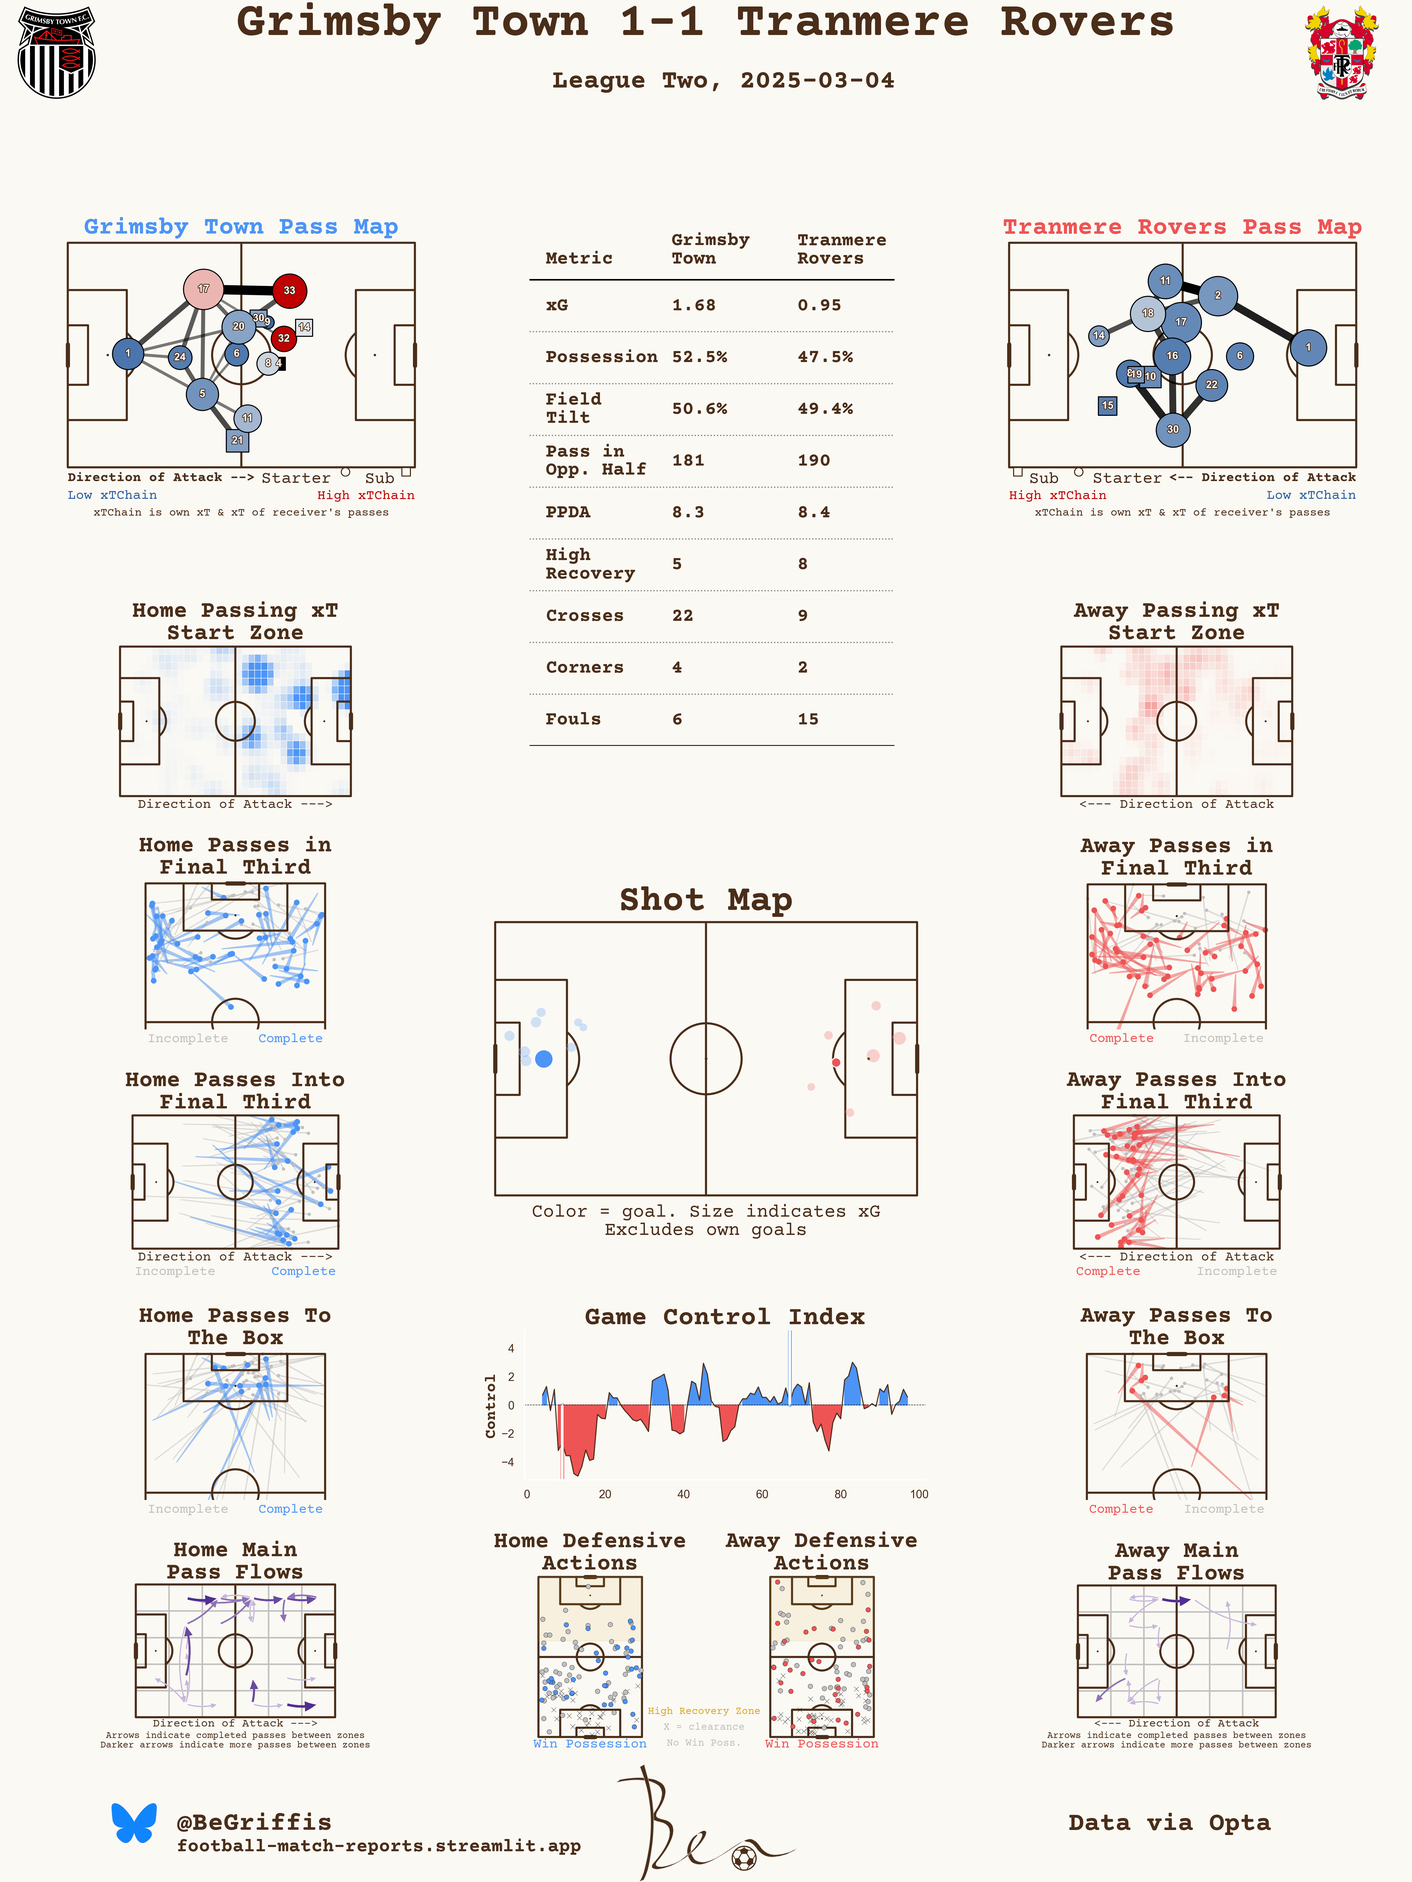 Grimsby Town 1-1 Tranmere Rovers
League Two, 2025-03-04
GRIMSBY TOWN F.C.
Grimsby Town Pass Map
17
33
20
30
9
14
32
1
24
6
8
4
5
11
21
Direction of Attack --> Starter Sub
Low xTChain High xTChain
xTChain is own xT & xT of receiver's passes
Metric Grimsby Town Tranmere Rovers
xG 1.68 0.95
Possession 52.5% 47.5%
Field Tilt 50.6% 49.4%
Pass in Opp. Half 181 190
PPDA 8.3 8.4
High Recovery 5 8
Crosses 22 9
Corners 4 2
Fouls 6 15
Tranmere Rovers Pass Map
11
2
18
17
14
1
16
6
8
19
10
22
15
30
Sub Starter <-- Direction of Attack
High xTChain Low xTChain
xTChain is own xT & xT of receiver's passes
Home Passing xT
Start Zone
Direction of Attack --->
Away Passing xT
Start Zone
<--- Direction of Attack
Home Passes in
Final Third
Incomplete Complete
Away Passes in
Final Third
Complete Incomplete
Shot Map
Color = goal. Size indicates xG
Excludes own goals
Home Passes Into
Final Third
Direction of Attack --->
Incomplete Complete
Away Passes Into
Final Third
<--- Direction of Attack
Complete Incomplete
Home Passes To
The Box
Incomplete Complete
Game Control Index
Control
4
2
0
−2
−4
0 20 40 60 80 100
Away Passes To
The Box
Complete Incomplete
Home Main
Pass Flows
Direction of Attack --->
Arrows indicate completed passes between zones
Darker arrows indicate more passes between zones
Home Defensive
Actions
Win Possession
High Recovery Zone
X = clearance
No Win Poss.
Away Defensive
Actions
Win Possession
Away Main
Pass Flows
<--- Direction of Attack
Arrows indicate completed passes between zones
Darker arrows indicate more passes between zones
@BeGriffis
football-match-reports.streamlit.app
Ben
Data via Opta